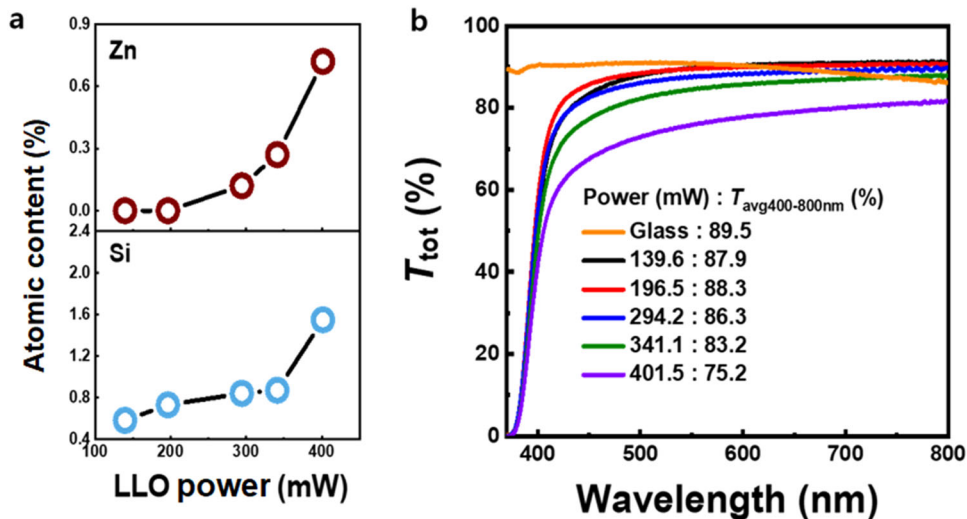 a
Zn
0.9
0.6
0.3
0.0
Atomic content (%)
Si
2.4
2.0
1.6
1.2
0.8
0.4
100 200 300 400
LLO power (mW)
b
100
80
60
40
20
0
Ttot (%)
Power (mW) : Tavg400-800nm (%)
Glass : 89.5
139.6 : 87.9
196.5 : 88.3
294.2 : 86.3
341.1 : 83.2
401.5 : 75.2
400 500 600 700 800
Wavelength (nm)